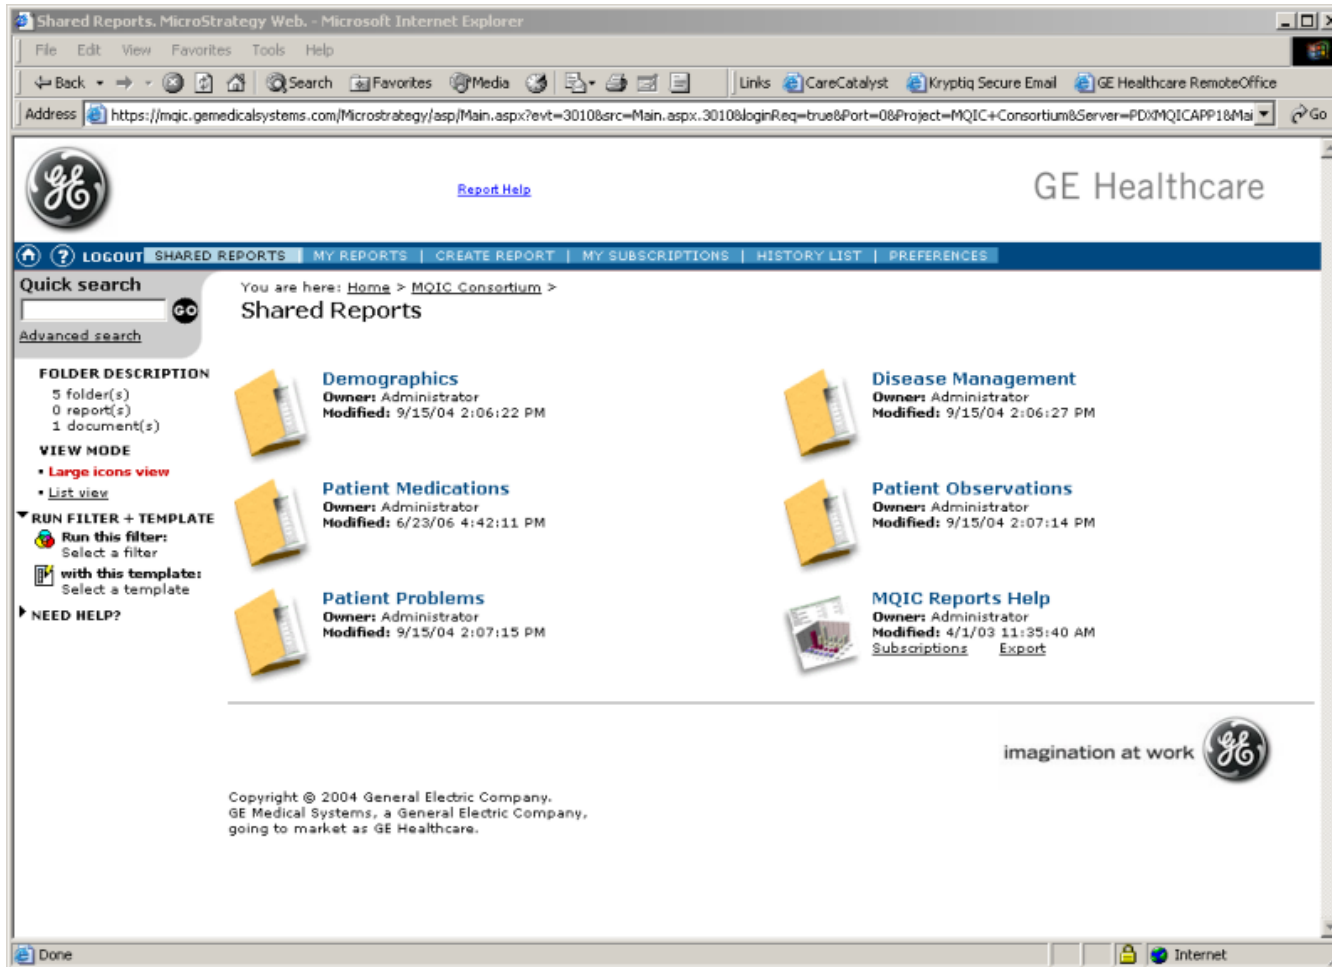 Shared Reports. MicroStrategy Web. - Microsoft Internet Explorer
File Edit View Favorites Tools Help
Back Search Favorites Media Links CareCatalyst Kryptiq Secure Email GE Healthcare RemoteOffice
Address https://mqic.gemedicalsystems.com/Microstrategy/asp/Main.aspx?evt=3010&src=Main.aspx.3010&loginReq=true&Port=0&Project=MQIC+Consortium&Server=PDXMQICAPP1&Mai Go
GE
Report Help
GE Healthcare
? LOGOUT SHARED REPORTS | MY REPORTS | CREATE REPORT | MY SUBSCRIPTIONS | HISTORY LIST | PREFERENCES
Quick search
GO
Advanced search
You are here: Home > MQIC Consortium >
Shared Reports
FOLDER DESCRIPTION
5 folder(s)
0 report(s)
1 document(s)
VIEW MODE
▪ Large icons view
▪ List view
RUN FILTER + TEMPLATE
Run this filter:
Select a filter
with this template:
Select a template
NEED HELP?
Demographics
Owner: Administrator
Modified: 9/15/04 2:06:22 PM
Disease Management
Owner: Administrator
Modified: 9/15/04 2:06:27 PM
Patient Medications
Owner: Administrator
Modified: 6/23/06 4:42:11 PM
Patient Observations
Owner: Administrator
Modified: 9/15/04 2:07:14 PM
Patient Problems
Owner: Administrator
Modified: 9/15/04 2:07:15 PM
MQIC Reports Help
Owner: Administrator
Modified: 4/1/03 11:35:40 AM
Subscriptions Export
imagination at work GE
Copyright © 2004 General Electric Company.
GE Medical Systems, a General Electric Company,
going to market as GE Healthcare.
Done Internet